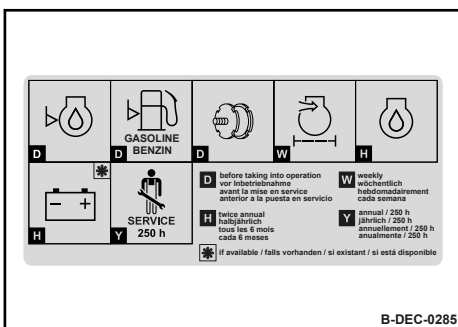 D
GASOLINE
BENZIN
D
D
W
H
H
SERVICE
250 h
Y
D before taking into operation
vor Inbetriebnahme
avant la mise en service
anterior a la puesta en servicio
W weekly
wöchentlich
hebdomadairement
cada semana
H twice annual
halbjährlich
tous les 6 mois
cada 6 meses
Y annual / 250 h
jährlich / 250 h
annuellement / 250 h
anualmente / 250 h
if available / falls vorhanden / si existant / si está disponible
B-DEC-0285